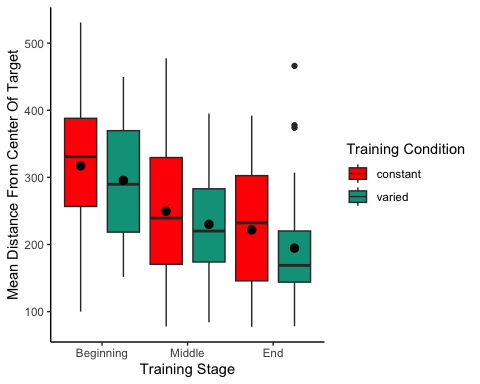 Mean Distance From Center Of Target
500
400
300
200
100
Beginning
Middle
End
Training Stage
Training Condition
constant
varied